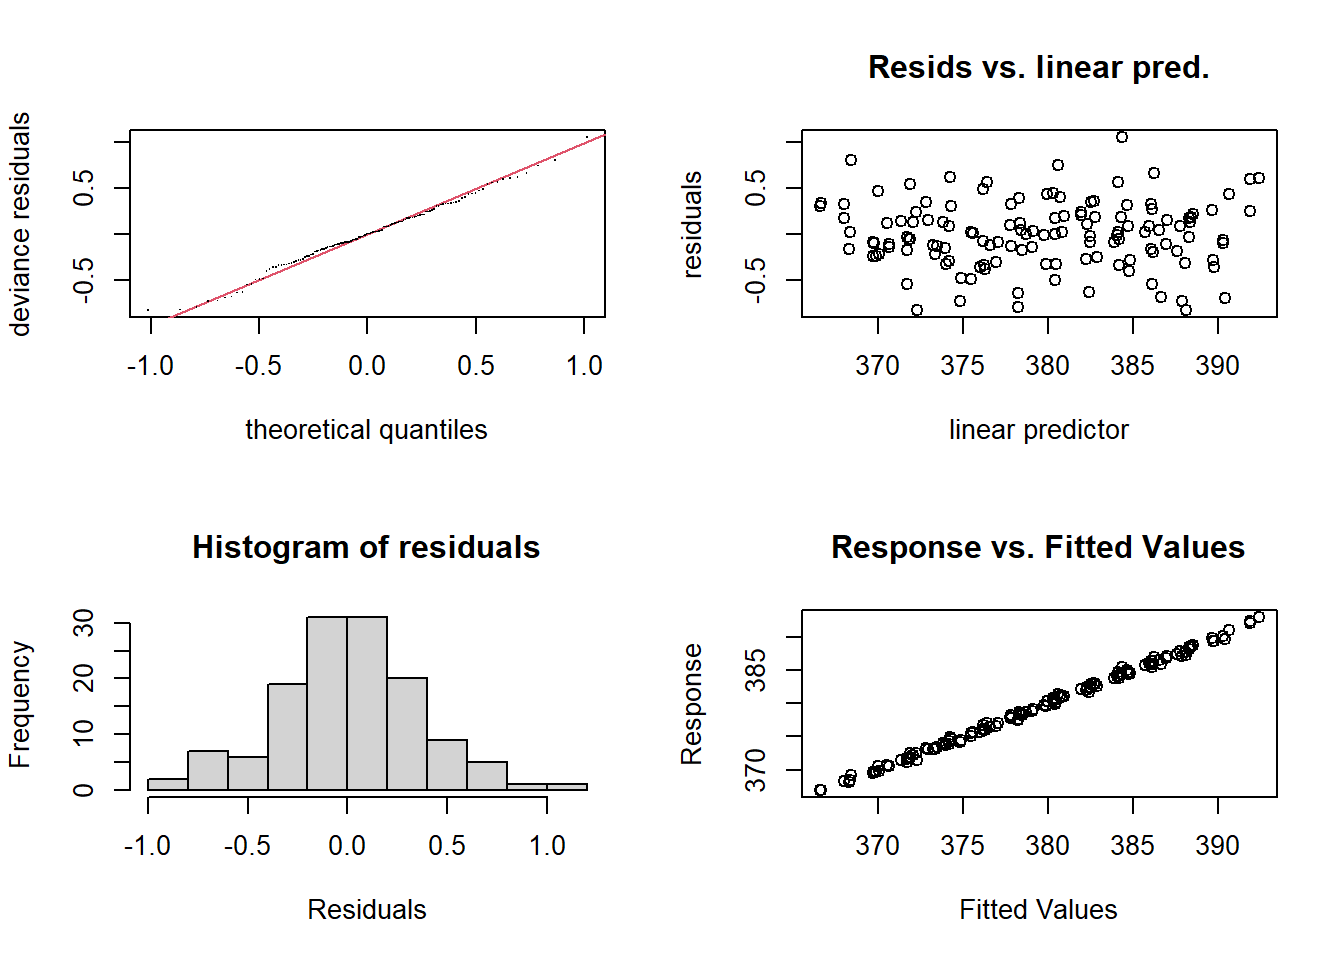 deviance residuals
0.5
-0.5
-1.0 -0.5 0.0 0.5 1.0
theoretical quantiles
Resids vs. linear pred.
residuals
0.5
-0.5
370 375 380 385 390
linear predictor
Histogram of residuals
Frequency
30
20
10
0
-1.0 -0.5 0.0 0.5 1.0
Residuals
Response vs. Fitted Values
Response
385
370
370 375 380 385 390
Fitted Values